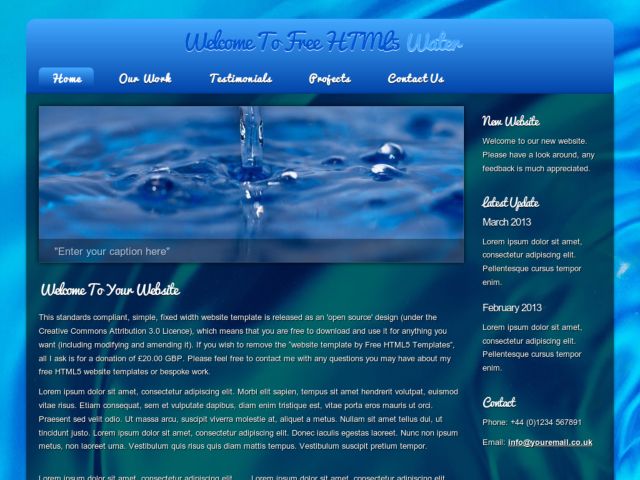 Welcome To Free HTML5 Water
Home Our Work Testimonials Projects Contact Us
"Enter your caption here"
Welcome To Your Website
This standards compliant, simple, fixed width website template is released as an 'open source' design (under the
Creative Commons Attribution 3.0 Licence), which means that you are free to download and use it for anything you
want (including modifying and amending it). If you wish to remove the "website template by Free HTML5 Templates",
all I ask is for a donation of £20.00 GBP. Please feel free to contact me with any questions you may have about my
free HTML5 website templates or bespoke work.
Lorem ipsum dolor sit amet, consectetur adipiscing elit. Morbi elit sapien, tempus sit amet hendrerit volutpat, euismod
vitae risus. Etiam consequat, sem et vulputate dapibus, diam enim tristique est, vitae porta eros mauris ut orci.
Praesent sed velit odio. Ut massa arcu, suscipit viverra molestie at, aliquet a metus. Nullam sit amet tellus dui, ut
tincidunt justo. Lorem ipsum dolor sit amet, consectetur adipiscing elit. Donec iaculis egestas laoreet. Nunc non ipsum
metus, non laoreet urna. Vestibulum quis risus quis diam mattis tempus. Vestibulum suscipit pretium tempor.
Lorem ipsum dolor sit amet, consectetur Lorem ipsum dolor sit amet, consectetur
New Website
Welcome to our new website.
Please have a look around, any
feedback is much appreciated.
Latest Update
March 2013
Lorem ipsum dolor sit amet,
consectetur adipiscing elit.
Pellentesque cursus tempor
enim.
February 2013
Lorem ipsum dolor sit amet,
consectetur adipiscing elit.
Pellentesque cursus tempor
enim.
Contact
Phone: +44 (0)1234 567891
Email: info@youremail.co.uk